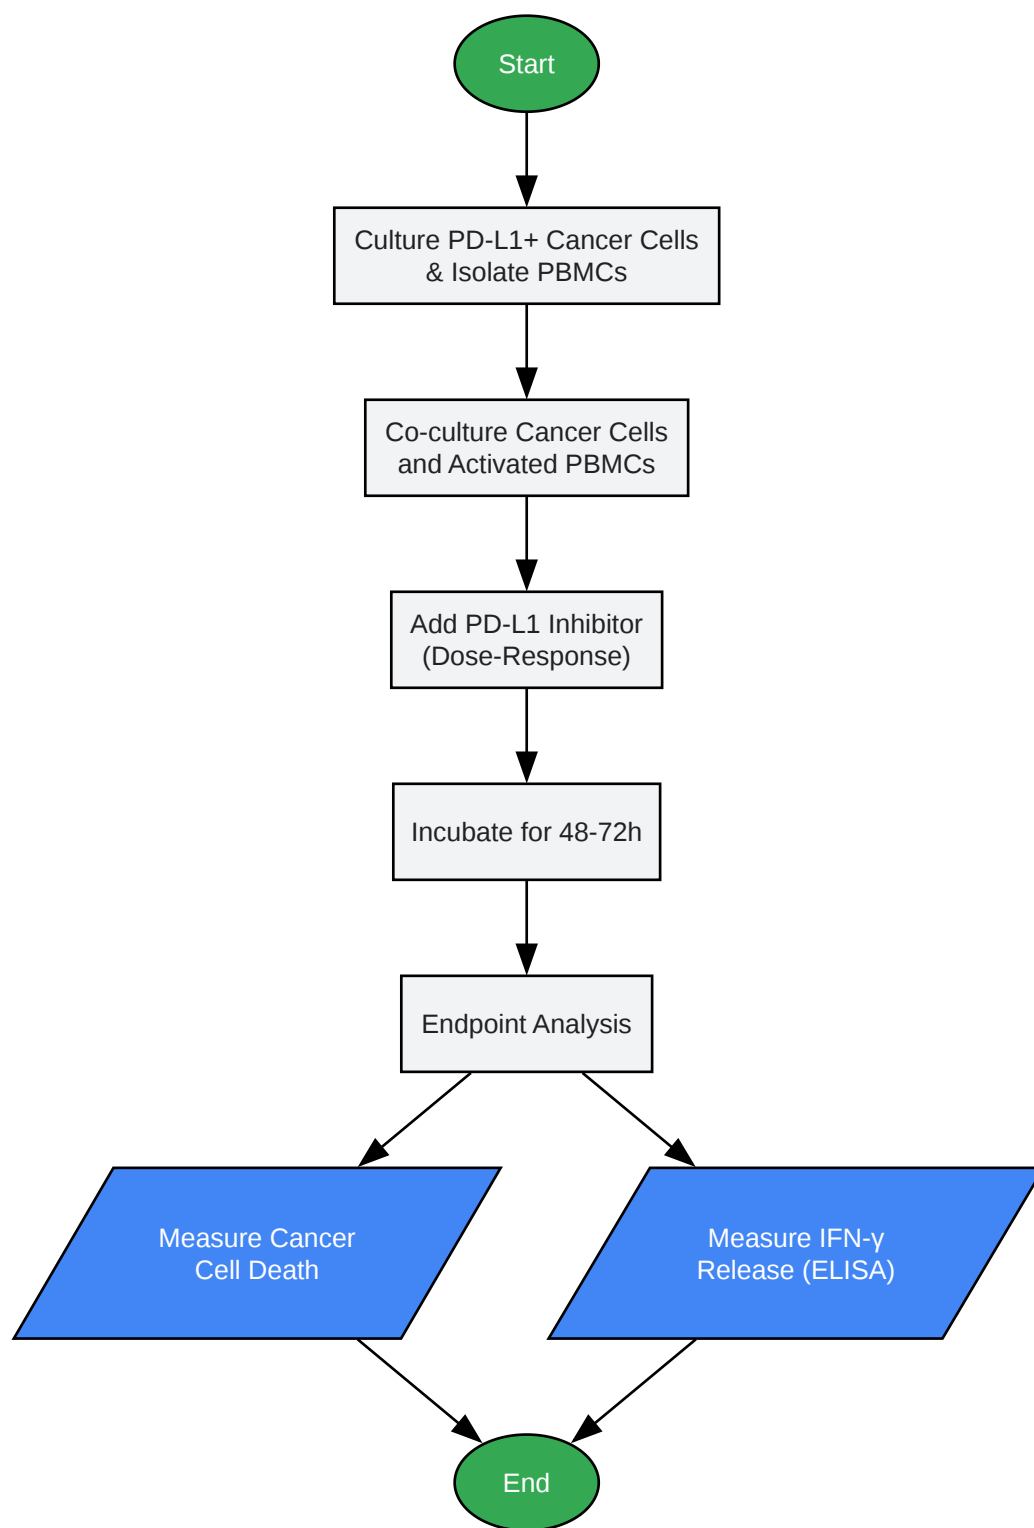 Start
Culture PD-L1+ Cancer Cells
& Isolate PBMCs
Co-culture Cancer Cells
and Activated PBMCs
Add PD-L1 Inhibitor
(Dose-Response)
Incubate for 48-72h
Endpoint Analysis
Measure Cancer
Cell Death
Measure IFN-γ
Release (ELISA)
End